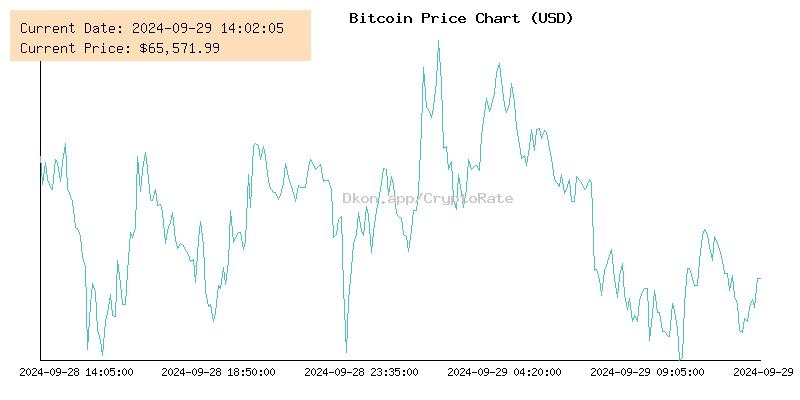 Bitcoin Price Chart (USD)
Current Date: 2024-09-29 14:02:05
Current Price: $65,571.99
Dkon.app/CryptoRate
2024-09-28 14:05:00 2024-09-28 18:50:00 2024-09-28 23:35:00 2024-09-29 04:20:00 2024-09-29 09:05:00 2024-09-29